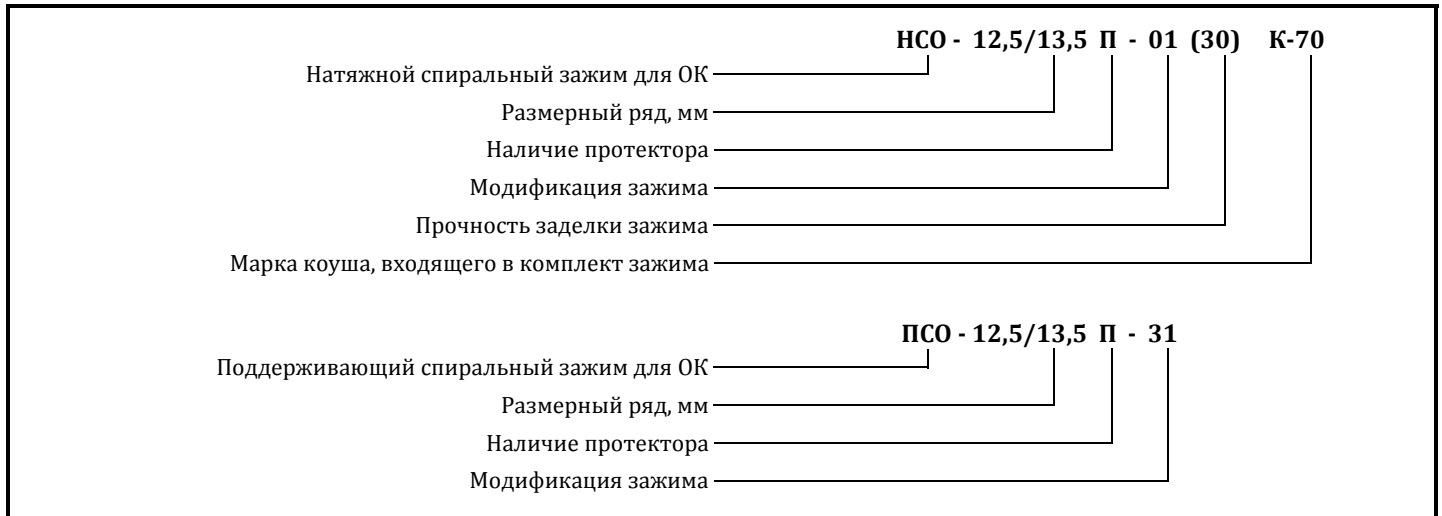 НСО - 12,5/13,5 П - 01 (30) К-70
Натяжной спиральный зажим для ОК
Размерный ряд, мм
Наличие протектора
Модификация зажима
Прочность заделки зажима
Марка коуша, входящего в комплект зажима
ПСО - 12,5/13,5 П - 31
Поддерживающий спиральный зажим для ОК
Размерный ряд, мм
Наличие протектора
Модификация зажима